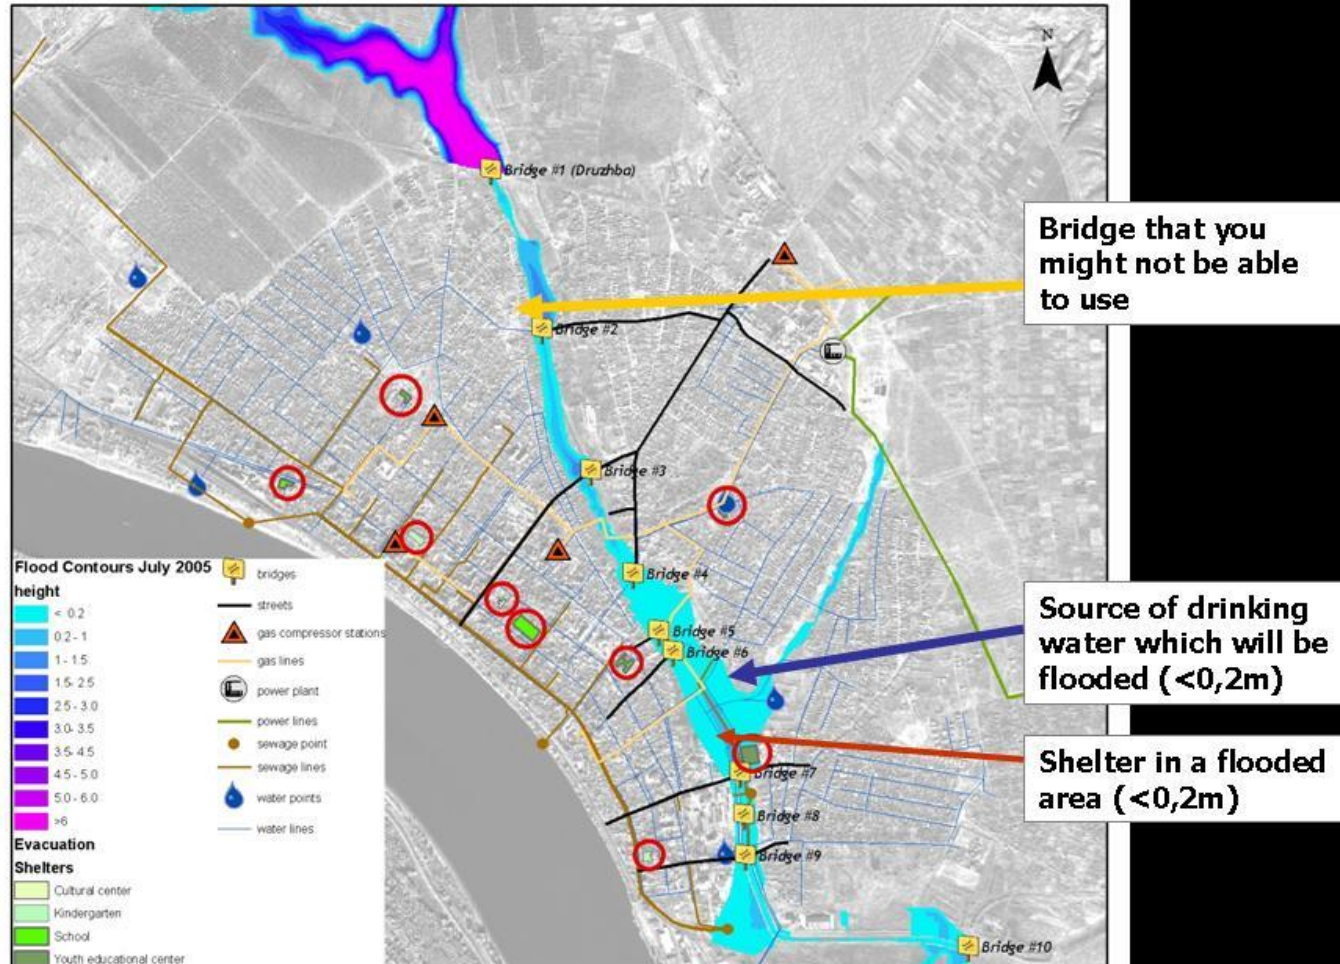 N
Bridge #1 (Druzhba)
Bridge that you
might not be able
to use
Bridge #2
Bridge #3
Bridge #4
Bridge #5
Bridge #6
Source of drinking
water which will be
flooded (<0,2m)
Shelter in a flooded
area (<0,2m)
Bridge #7
Bridge #8
Bridge #9
Bridge #10
Flood Contours July 2005
height
< 0.2
0.2 - 1
1 - 1.5
1.5- 2.5
2.5 - 3.0
3.0- 3.5
3.5- 4.5
4.5 - 5.0
5.0 - 6.0
>6
Evacuation
Shelters
Cultural center
Kindergarten
School
Youth educational center
bridges
streets
gas compressor stations
gas lines
power plant
power lines
sewage point
sewage lines
water points
water lines